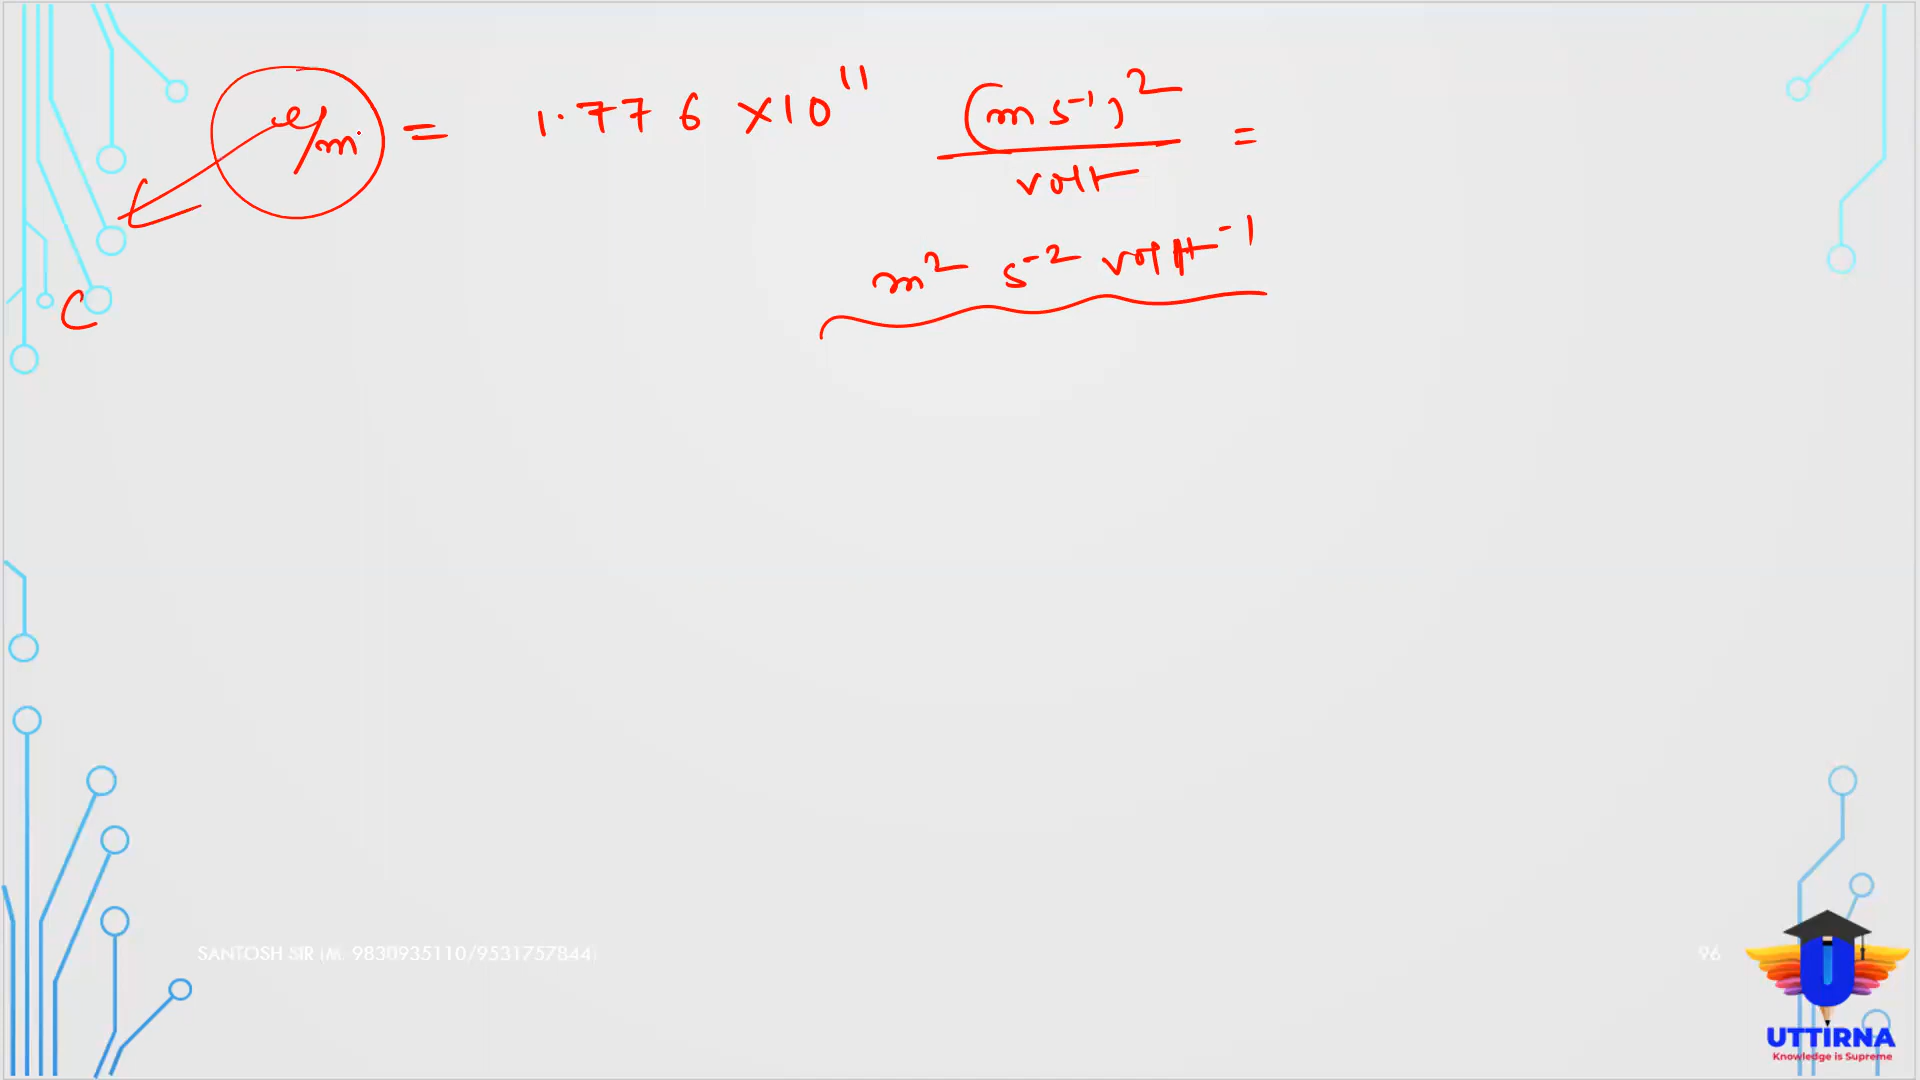 e/m = 1.776 ×10¹¹ (m s⁻¹)²/volt =
m² s⁻² volt⁻¹
C
SANTOSH SIR (M. 9830935110/9531757844)
96
UTTIRNA
Knowledge is Supreme